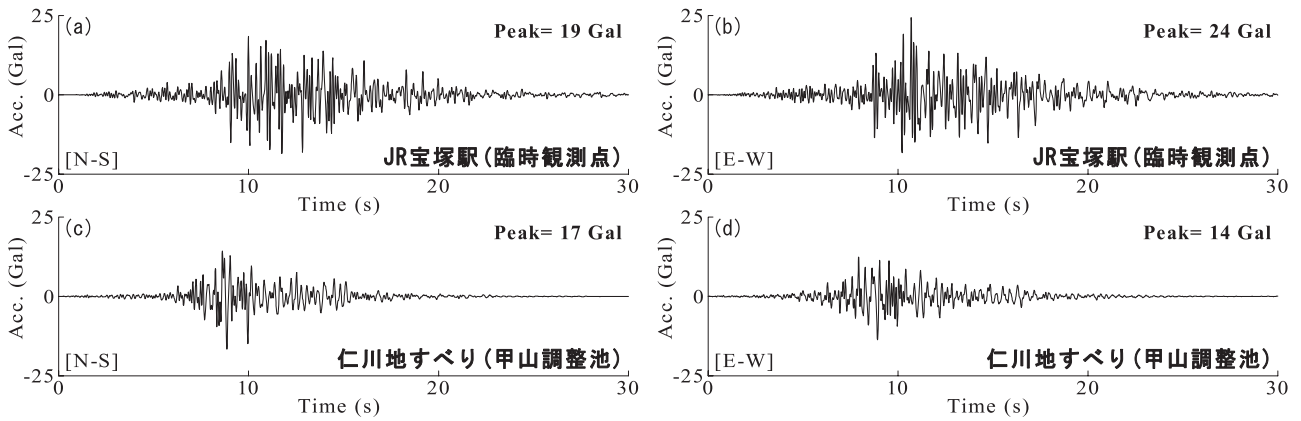 25
(a)
Peak= 19 Gal
Acc. (Gal)
0
[N-S]
JR宝塚駅(臨時観測点)
-25
0
10
20
30
Time (s)
25
(b)
Peak= 24 Gal
Acc. (Gal)
0
[E-W]
JR宝塚駅(臨時観測点)
-25
0
10
20
30
Time (s)
25
(c)
Peak= 17 Gal
Acc. (Gal)
0
[N-S]
仁川地すべり(甲山調整池)
-25
0
10
20
30
Time (s)
25
(d)
Peak= 14 Gal
Acc. (Gal)
0
[E-W]
仁川地すべり(甲山調整池)
-25
0
10
20
30
Time (s)